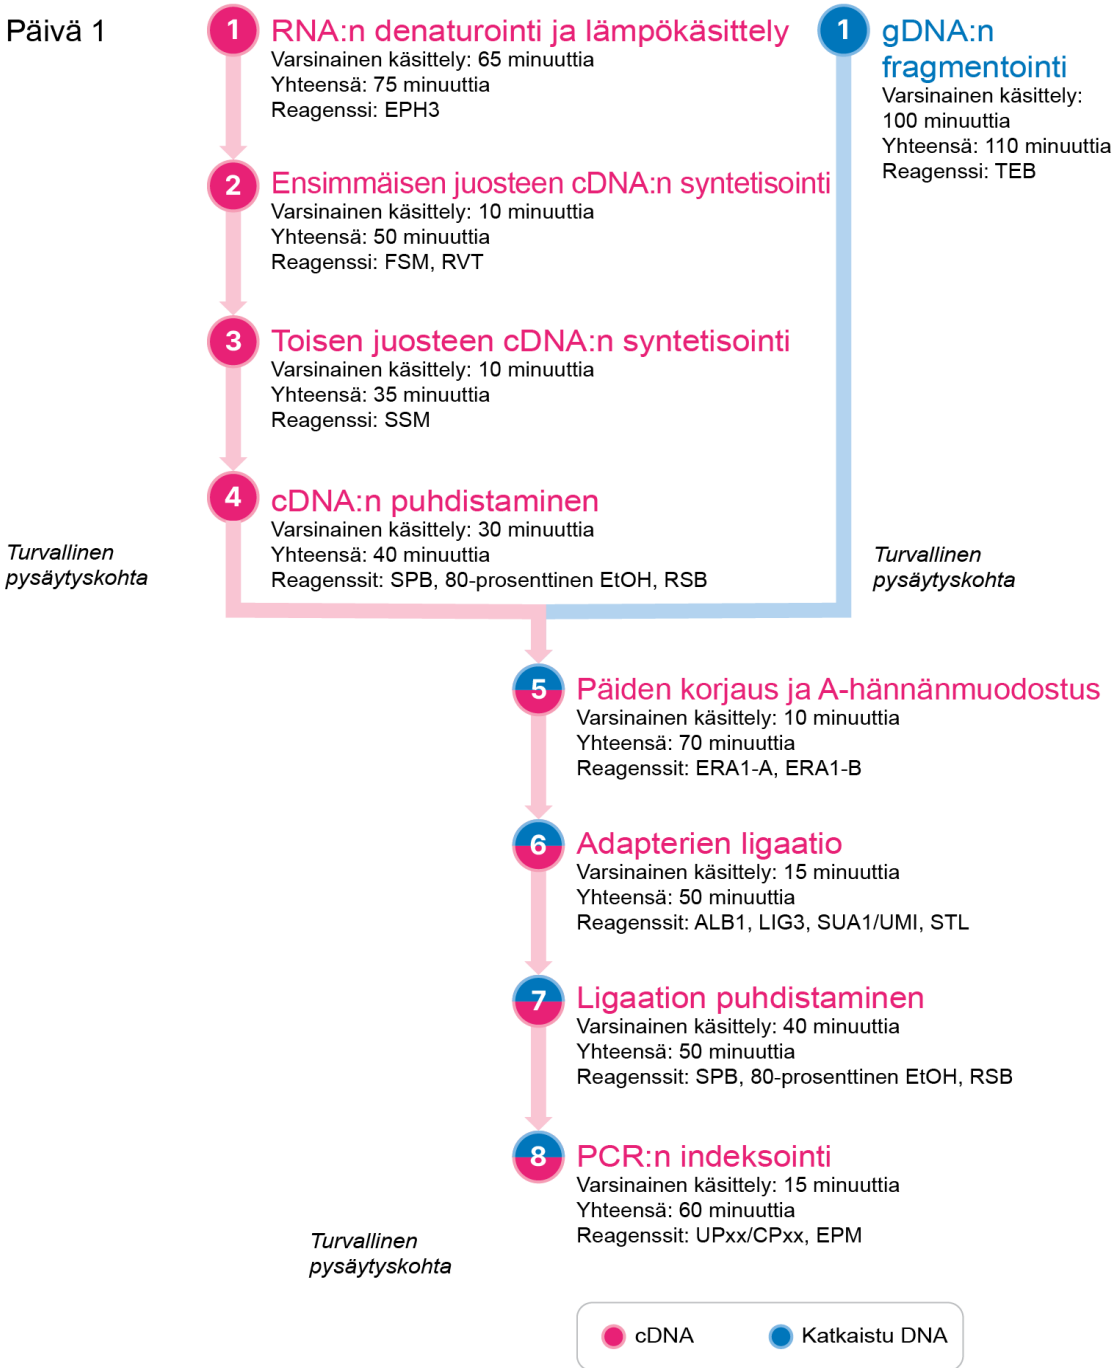 Päivä 1
1
RNA:n denaturointi ja lämpökäsittely
Varsinainen käsittely: 65 minuuttia
Yhteensä: 75 minuuttia
Reagenssi: EPH3
1
gDNA:n
fragmentointi
Varsinainen käsittely:
100 minuuttia
Yhteensä: 110 minuuttia
Reagenssi: TEB
2
Ensimmäisen juosteen cDNA:n syntetisointi
Varsinainen käsittely: 10 minuuttia
Yhteensä: 50 minuuttia
Reagenssi: FSM, RVT
3
Toisen juosteen cDNA:n syntetisointi
Varsinainen käsittely: 10 minuuttia
Yhteensä: 35 minuuttia
Reagenssi: SSM
4
cDNA:n puhdistaminen
Varsinainen käsittely: 30 minuuttia
Yhteensä: 40 minuuttia
Reagenssit: SPB, 80-prosenttinen EtOH, RSB
Turvallinen
pysäytyskohta
Turvallinen
pysäytyskohta
5
Päiden korjaus ja A-hännänmuodostus
Varsinainen käsittely: 10 minuuttia
Yhteensä: 70 minuuttia
Reagenssit: ERA1-A, ERA1-B
6
Adapterien ligaatio
Varsinainen käsittely: 15 minuuttia
Yhteensä: 50 minuuttia
Reagenssit: ALB1, LIG3, SUA1/UMI, STL
7
Ligaation puhdistaminen
Varsinainen käsittely: 40 minuuttia
Yhteensä: 50 minuuttia
Reagenssit: SPB, 80-prosenttinen EtOH, RSB
8
PCR:n indeksointi
Varsinainen käsittely: 15 minuuttia
Yhteensä: 60 minuuttia
Reagenssit: UPxx/CPxx, EPM
Turvallinen
pysäytyskohta
cDNA
Katkaistu DNA